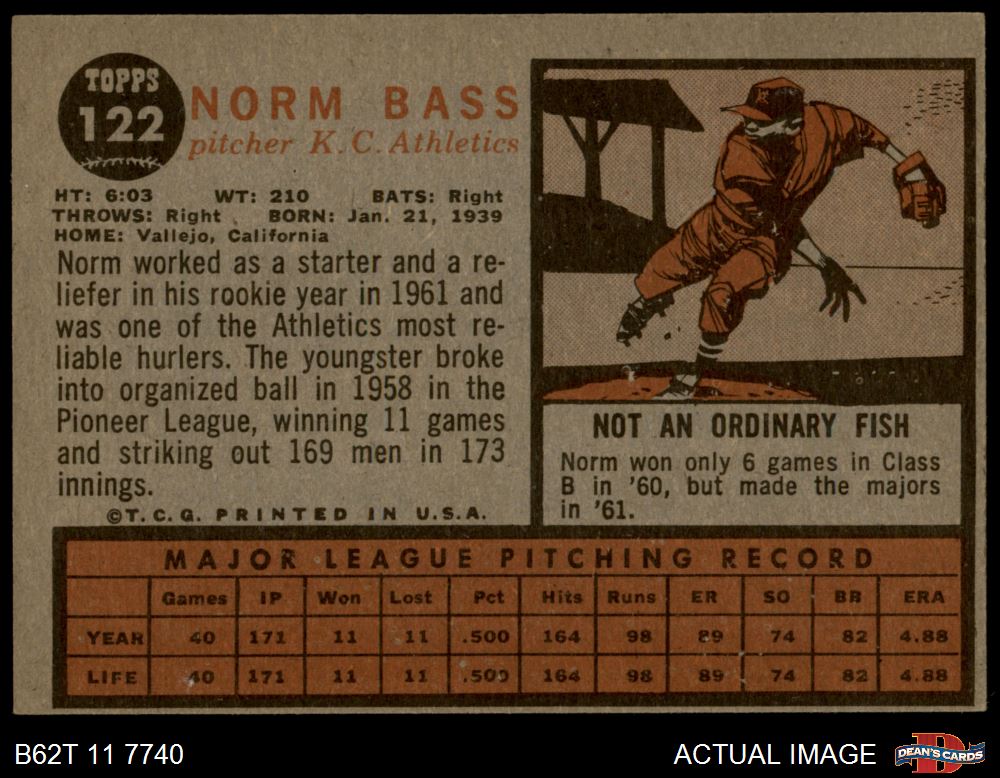 TOPPS
122
NORM BASS
pitcher K.C. Athletics
HT: 6:03 WT: 210 BATS: Right
THROWS: Right BORN: Jan. 21, 1939
HOME: Vallejo, California
Norm worked as a starter and a re-
liefer in his rookie year in 1961 and
was one of the Athletics most re-
liable hurlers. The youngster broke
into organized ball in 1958 in the
Pioneer League, winning 11 games
and striking out 169 men in 173
innings.
©T.C.G. PRINTED IN U.S.A.
NOT AN ORDINARY FISH
Norm won only 6 games in Class
B in '60, but made the majors
in '61.
MAJOR LEAGUE PITCHING RECORD
Games IP Won Lost Pct Hits Runs ER SO BB ERA
YEAR 40 171 11 11 .500 164 98 89 74 82 4.88
LIFE 40 171 11 11 .500 164 98 89 74 82 4.88
B62T 11 7740
ACTUAL IMAGE
DEAN'S CARDS